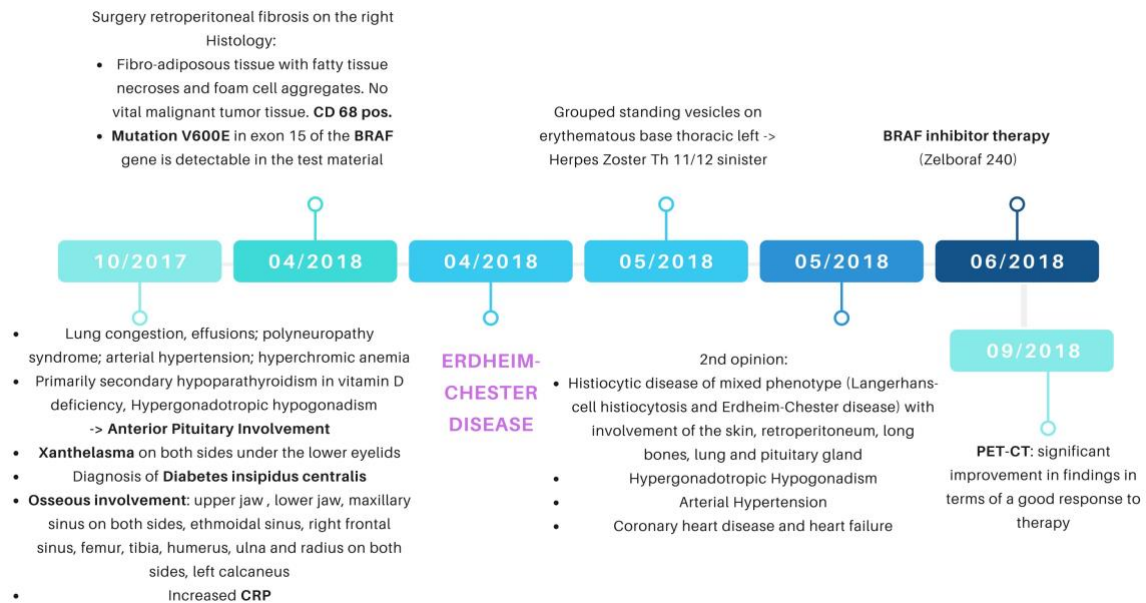 Surgery retroperitoneal fibrosis on the right
Histology:
• Fibro-adiposous tissue with fatty tissue
necroses and foam cell aggregates. No
vital malignant tumor tissue. CD 68 pos.
• Mutation V600E in exon 15 of the BRAF
gene is detectable in the test material
Grouped standing vesicles on
erythematous base thoracic left ->
Herpes Zoster Th 11/12 sinister
BRAF inhibitor therapy
(Zelboraf 240)
10/2017
04/2018
04/2018
05/2018
05/2018
06/2018
• Lung congestion, effusions; polyneuropathy
syndrome; arterial hypertension; hyperchromic anemia
• Primarily secondary hypoparathyroidism in vitamin D
deficiency, Hypergonadotropic hypogonadism
-> Anterior Pituitary Involvement
• Xanthelasma on both sides under the lower eyelids
• Diagnosis of Diabetes insipidus centralis
• Osseous involvement: upper jaw , lower jaw, maxillary
sinus on both sides, ethmoidal sinus, right frontal
sinus, femur, tibia, humerus, ulna and radius on both
sides, left calcaneus
• Increased CRP
ERDHEIM-
CHESTER
DISEASE
2nd opinion:
• Histiocytic disease of mixed phenotype (Langerhans-
cell histiocytosis and Erdheim-Chester disease) with
involvement of the skin, retroperitoneum, long
bones, lung and pituitary gland
• Hypergonadotropic Hypogonadism
• Arterial Hypertension
• Coronary heart disease and heart failure
09/2018
PET-CT: significant
improvement in findings in
terms of a good response to
therapy